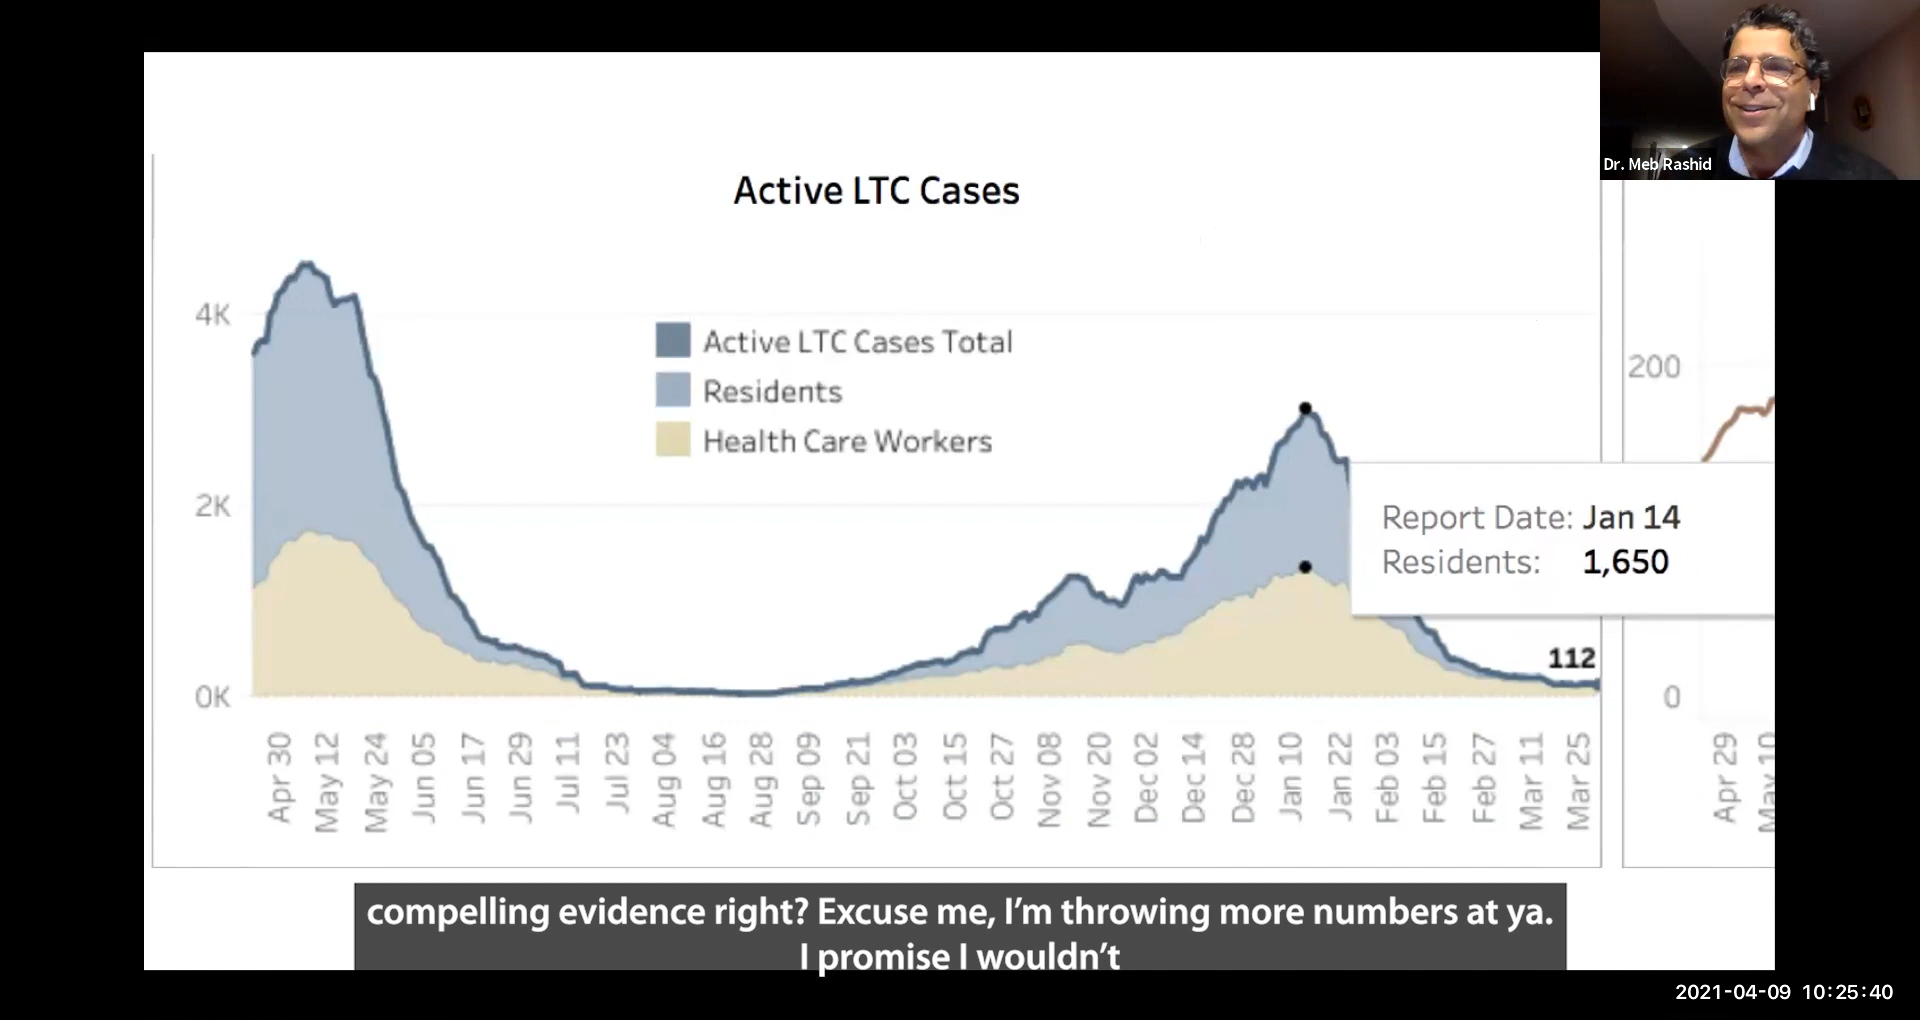 Dr. Meb Rashid
Active LTC Cases
4K
2K
0K
Active LTC Cases Total
Residents
Health Care Workers
Report Date: Jan 14
Residents: 1,650
112
Apr 30
May 12
May 24
Jun 05
Jun 17
Jun 29
Jul 11
Jul 23
Aug 04
Aug 16
Aug 28
Sep 09
Sep 21
Oct 03
Oct 15
Oct 27
Nov 08
Nov 20
Dec 02
Dec 14
Dec 28
Jan 10
Jan 22
Feb 03
Feb 15
Feb 27
Mar 11
Mar 25
200
0
Apr 29
May 10
compelling evidence right? Excuse me, I’m throwing more numbers at ya.
I promise I wouldn’t
2021-04-09 10:25:40